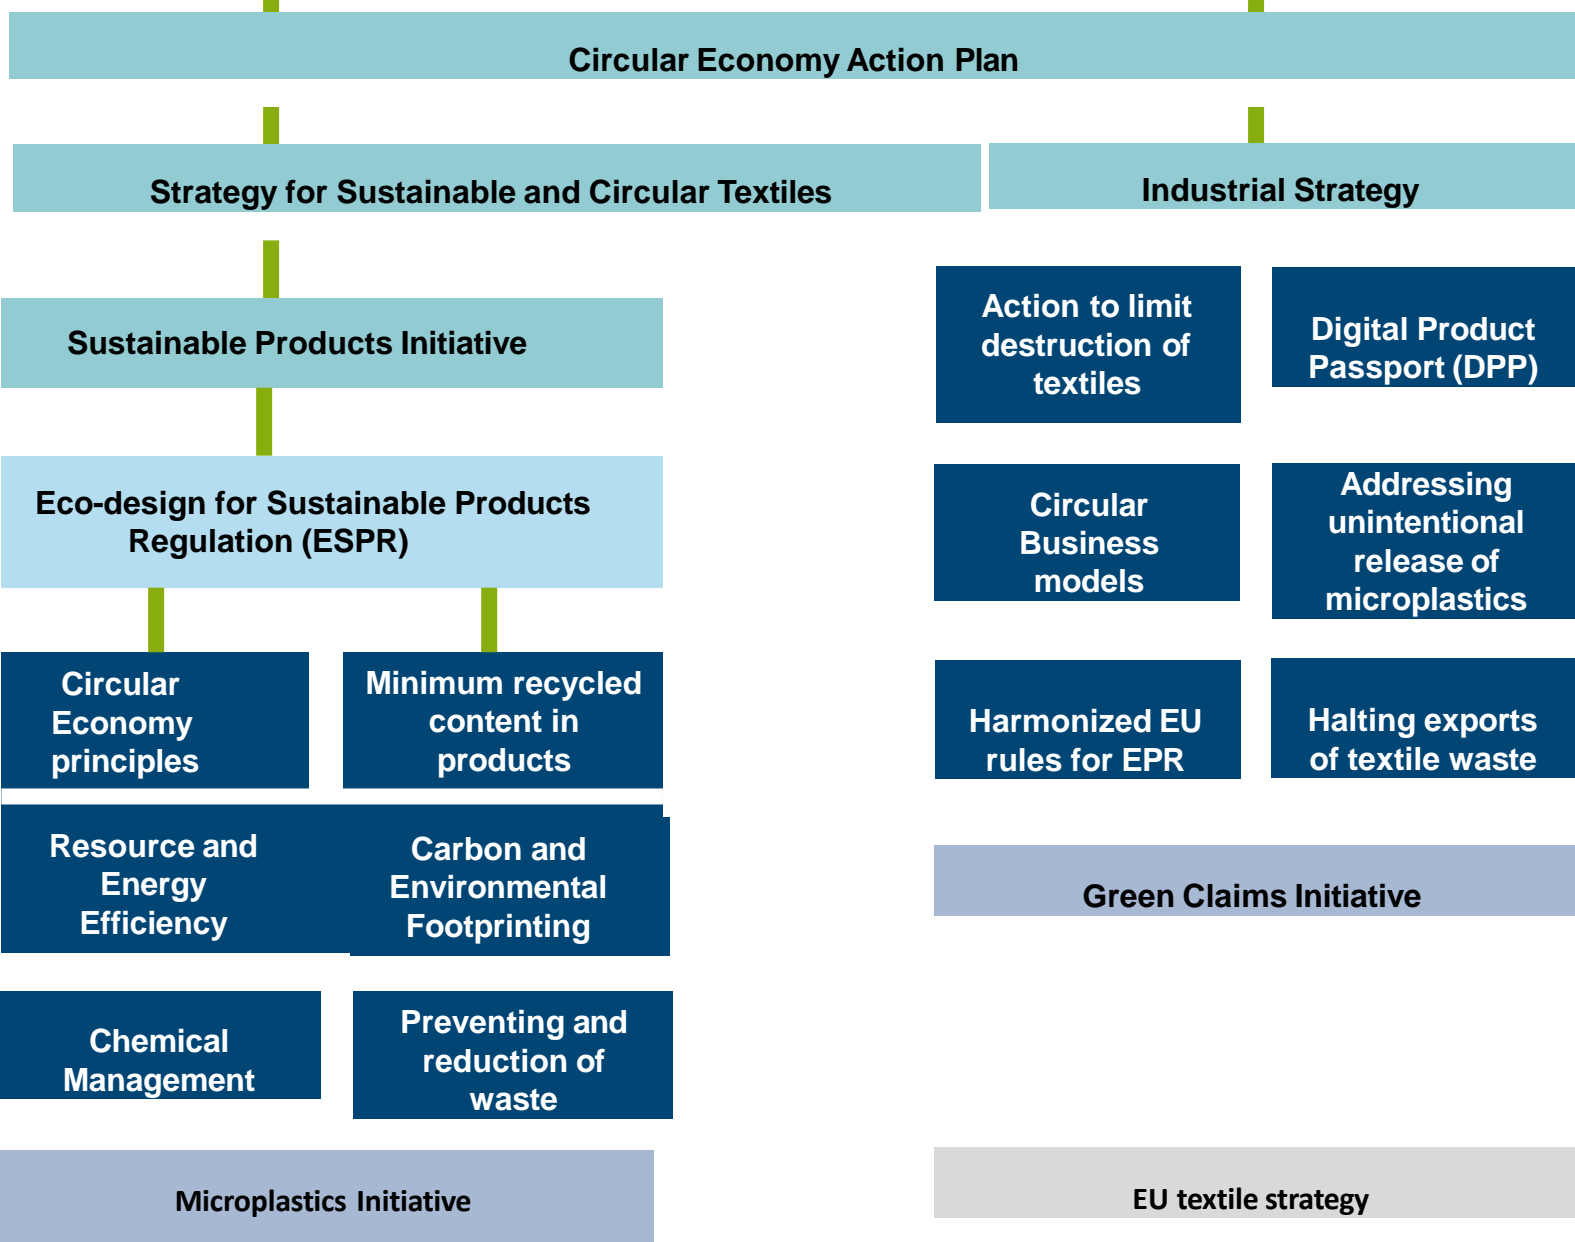 Circular Economy Action Plan
Strategy for Sustainable and Circular Textiles
Industrial Strategy
Sustainable Products Initiative
Eco-design for Sustainable Products
Regulation (ESPR)
Circular
Economy
principles
Minimum recycled
content in
products
Resource and
Energy
Efficiency
Carbon and
Environmental
Footprinting
Chemical
Management
Preventing and
reduction of
waste
Microplastics Initiative
Action to limit
destruction of
textiles
Digital Product
Passport (DPP)
Circular
Business
models
Addressing
unintentional
release of
microplastics
Harmonized EU
rules for EPR
Halting exports
of textile waste
Green Claims Initiative
EU textile strategy